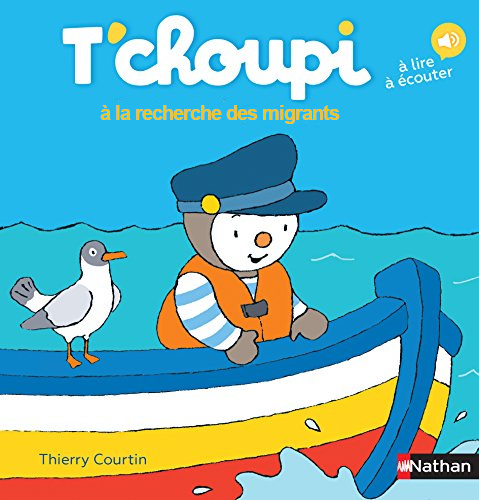 T'choupi
à lire
à écouter
à la recherche des migrants
Thierry Courtin
Nathan